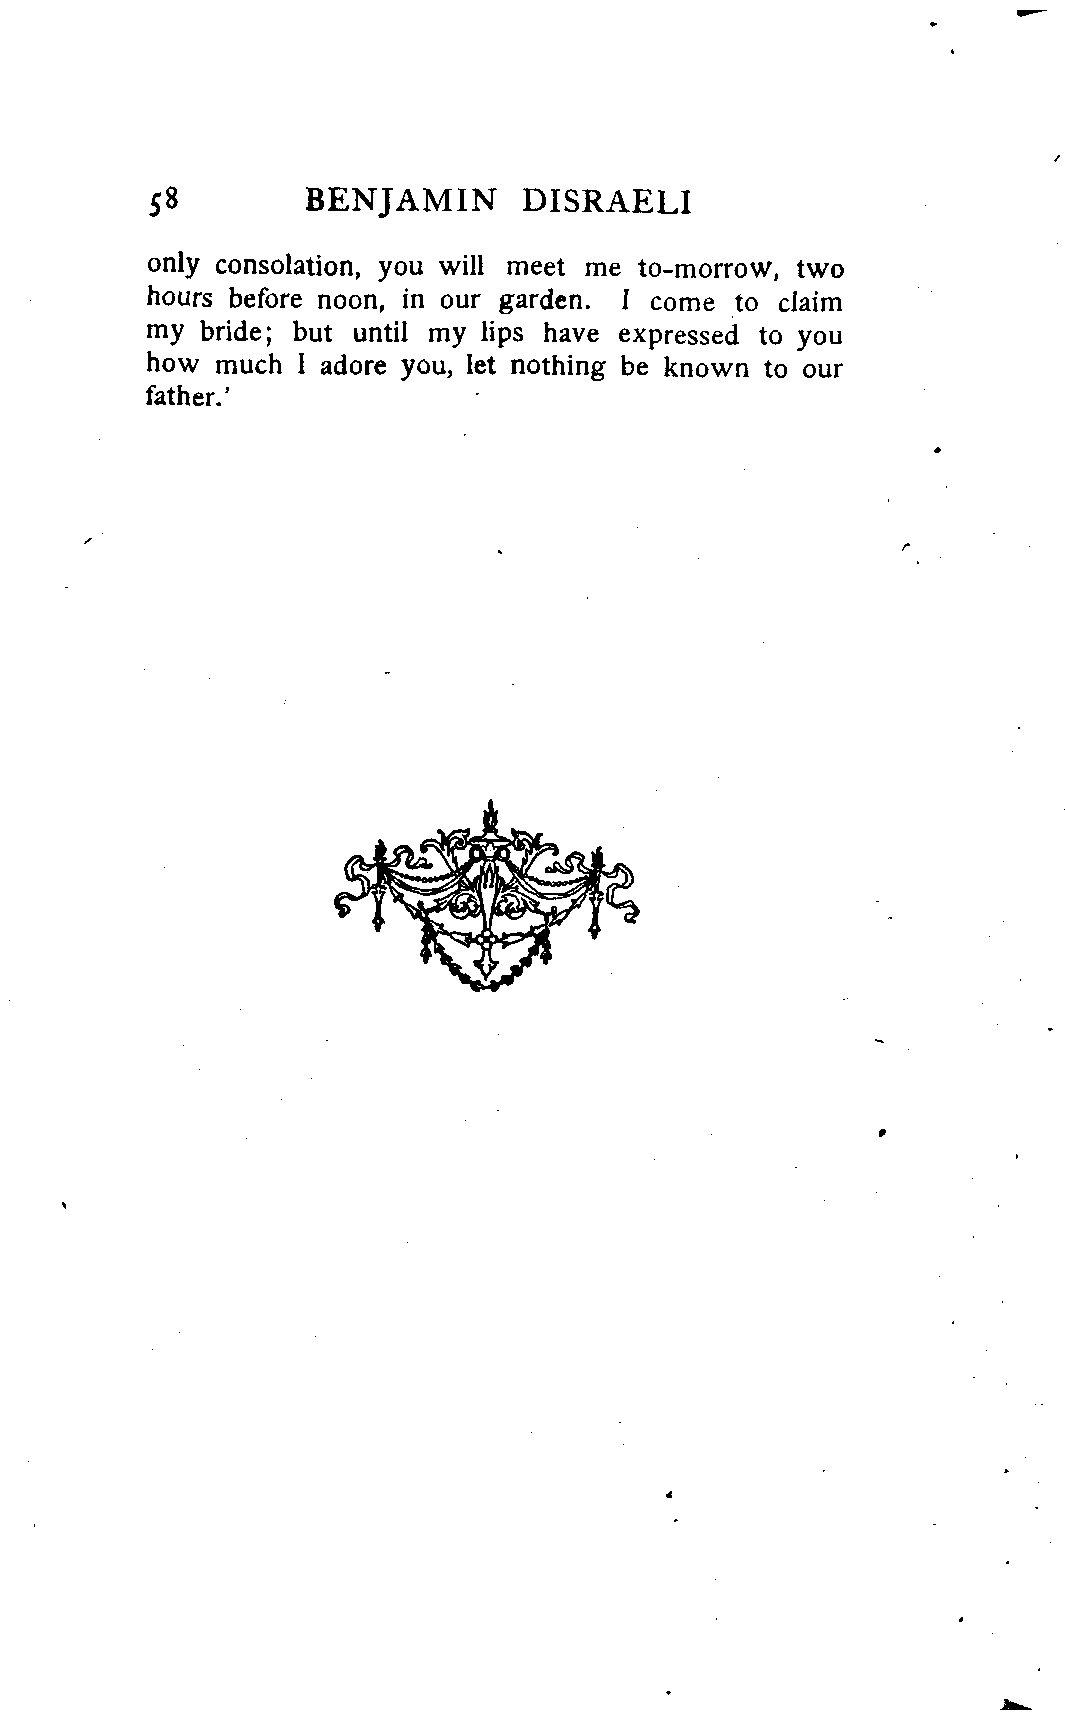 58 BENJAMIN DISRAELI
only consolation, you will meet me to-morrow, two
hours before noon, in our garden. I come to claim
my bride; but until my lips have expressed to you
how much I adore you, let nothing be known to our
father.'